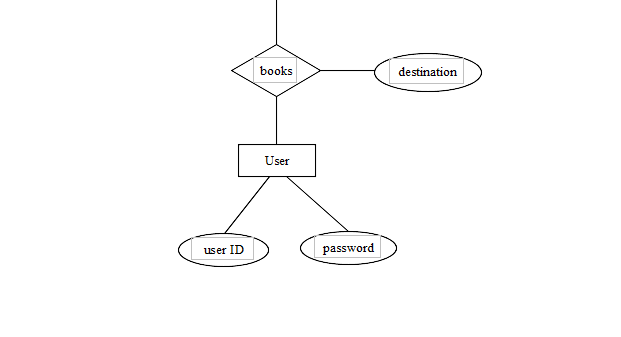 books
destination
User
user ID
password